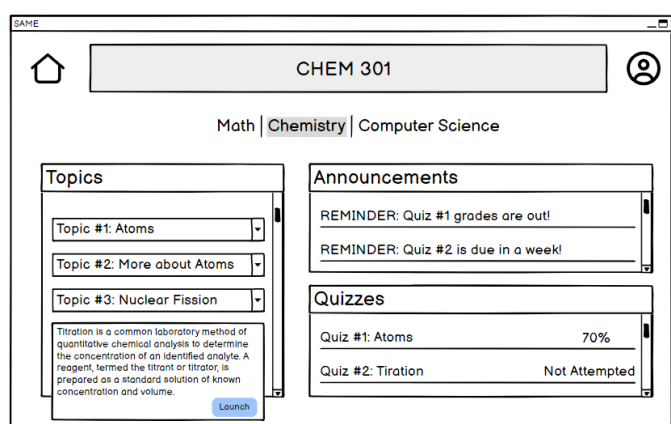 SAME
CHEM 301
Math Chemistry Computer Science
Topics
Topic #1: Atoms
Topic #2: More about Atoms
Topic #3: Nuclear Fission
Titration is a common laboratory method of
quantitative chemical analysis to determine
the concentration of an identified analyte. A
reagent, termed the titrant or titrator, is
prepared as a standard solution of known
concentration and volume.
Launch
Announcements
REMINDER: Quiz #1 grades are out!
REMINDER: Quiz #2 is due in a week!
Quizzes
Quiz #1: Atoms 70%
Quiz #2: Tiration Not Attempted